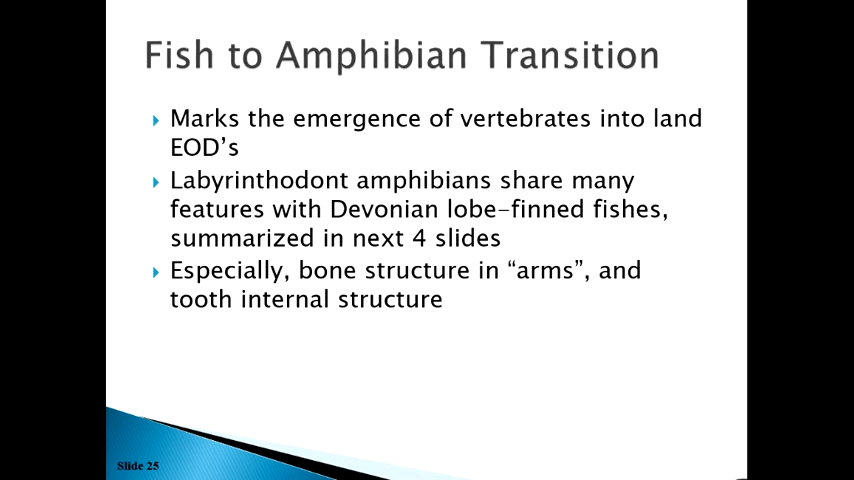 Fish to Amphibian Transition
Marks the emergence of vertebrates into land
EOD's
Labyrinthodont amphibians share many
features with Devonian lobe-finned fishes,
summarized in next 4 slides
Especially, bone structure in “arms”, and
tooth internal structure
Slide 25